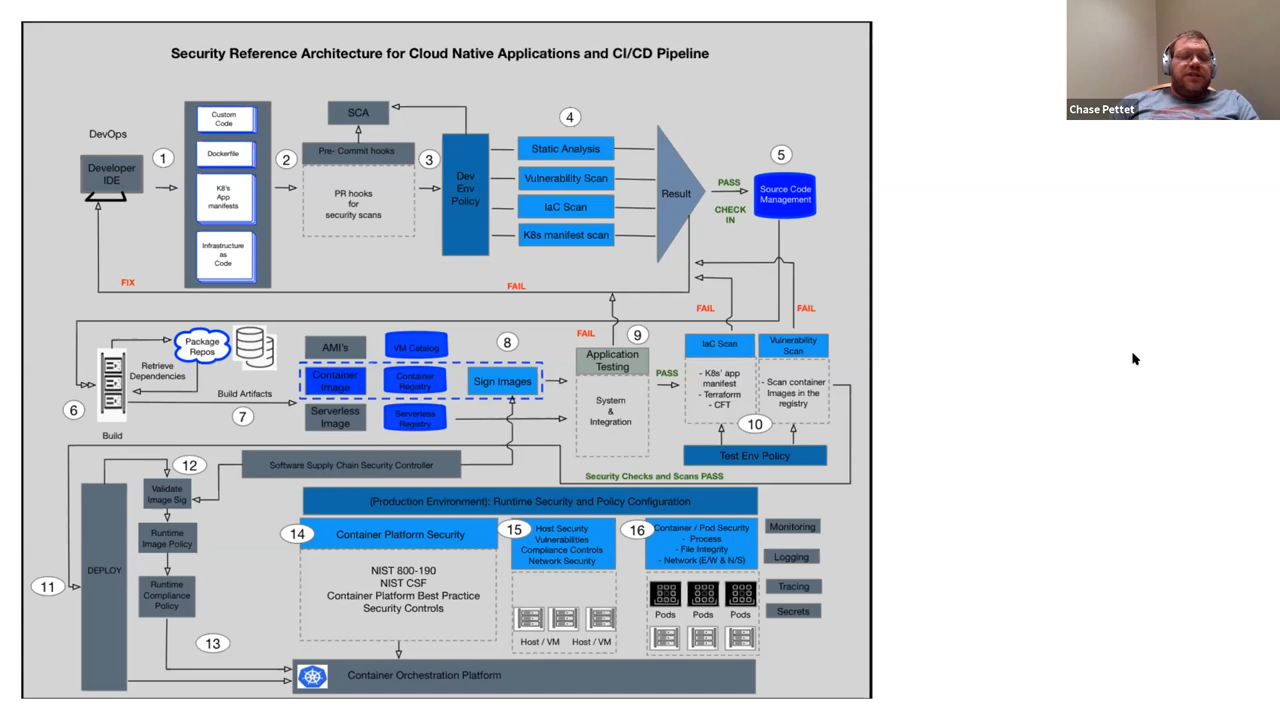 Security Reference Architecture for Cloud Native Applications and CI/CD Pipeline
Chase Pettet
DevOps
Developer
IDE
1
Custom
Code
Dockerfile
K8's
App
manifests
Infrastructure
as
Code
2
SCA
Pre- Commit hooks
PR hooks
for
security scans
3
Dev
Env
Policy
4
Static Analysis
Vulnerability Scan
IaC Scan
K8s manifest scan
Result
PASS
CHECK
IN
5
Source Code
Management
FIX
FAIL
FAIL
FAIL
FAIL
6
Build
Package
Repos
Retrieve
Dependencies
Build Artifacts
7
AMI's
VM Catalog
Container
Image
Container
Registry
Serverless
Image
Serverless
Registry
8
Sign Images
9
Application
Testing
System
&
Integration
PASS
IaC Scan
- K8s' app
manifest
- Terraform
- CFT
Vulnerability
Scan
- Scan container
Images in the
registry
10
Test Env Policy
Security Checks and Scans PASS
Software Supply Chain Security Controller
11
DEPLOY
12
Validate
Image Sig
Runtime
Image Policy
Runtime
Compliance
Policy
13
(Production Environment): Runtime Security and Policy Configuration
14
Container Platform Security
NIST 800-190
NIST CSF
Container Platform Best Practice
Security Controls
15
Host Security
Vulnerabilities
Compliance Controls
Network Security
Host / VM
Host / VM
16
Container / Pod Security
- Process
- File Integrity
- Network (E/W & N/S)
Pods
Pods
Pods
Monitoring
Logging
Tracing
Secrets
Container Orchestration Platform